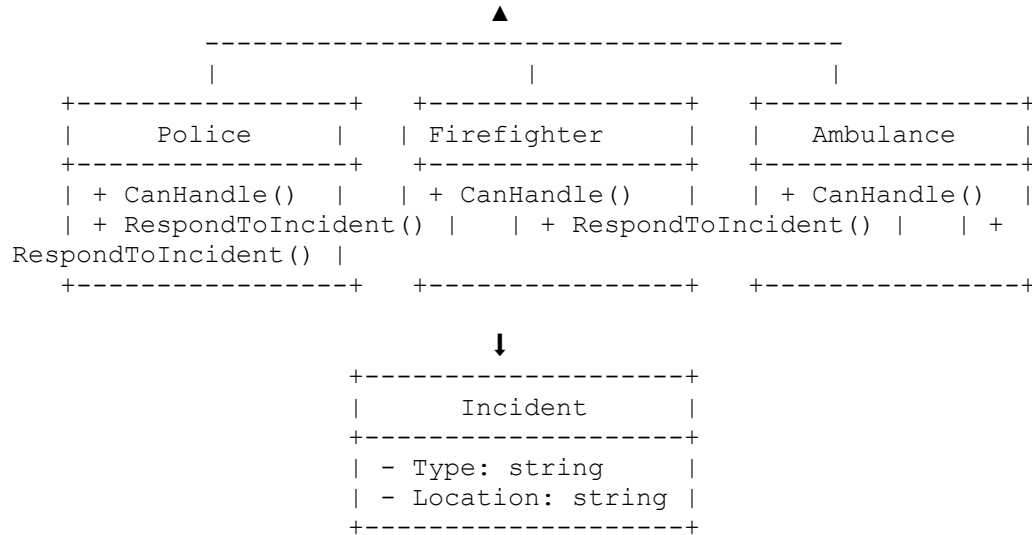 ▲
----------------------------------------
| | |
+-----------------+ +----------------+ +----------------+
| Police | | Firefighter | | Ambulance |
+-----------------+ +----------------+ +----------------+
| + CanHandle() | | + CanHandle() | | + CanHandle() |
| + RespondToIncident() | | + RespondToIncident() | | +
RespondToIncident() |
+-----------------+ +----------------+ +----------------+
⬇
+--------------------+
| Incident |
+--------------------+
| - Type: string |
| - Location: string |
+--------------------+